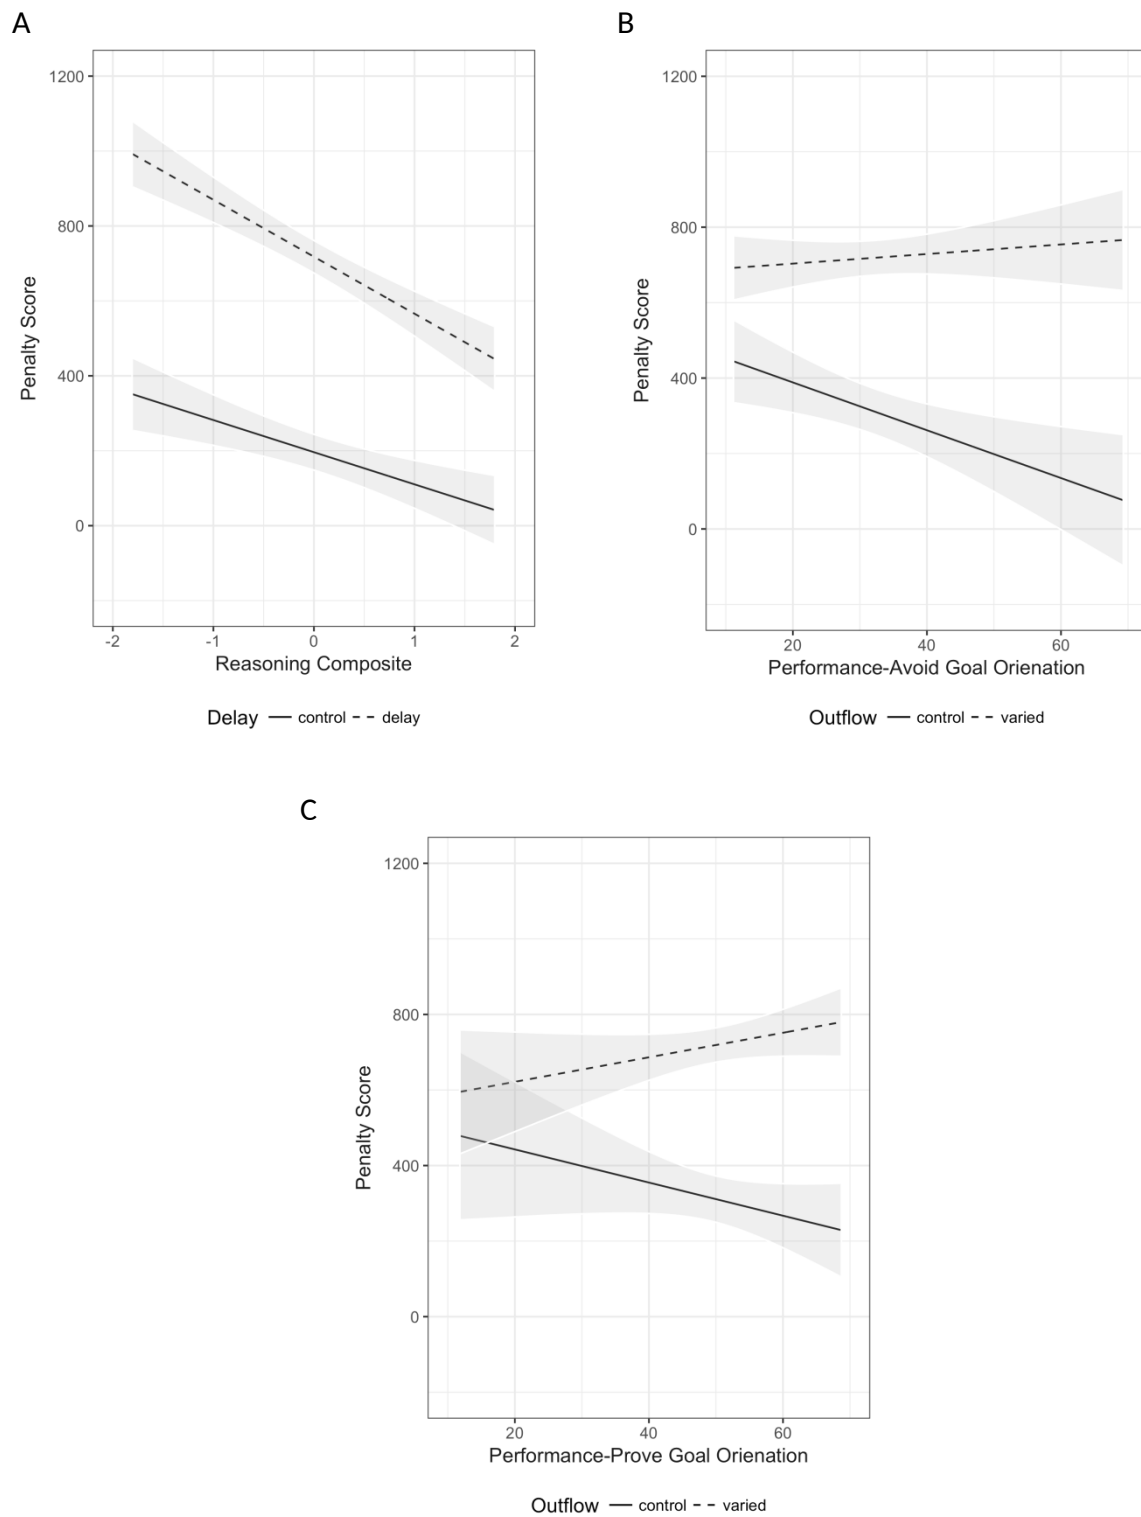 A
1200
800
400
0
Penalty Score
-2 -1 0 1 2
Reasoning Composite
Delay control delay
B
1200
800
400
0
Penalty Score
20 40 60
Performance-Avoid Goal Orienation
Outflow control varied
C
1200
800
400
0
Penalty Score
20 40 60
Performance-Prove Goal Orienation
Outflow control varied